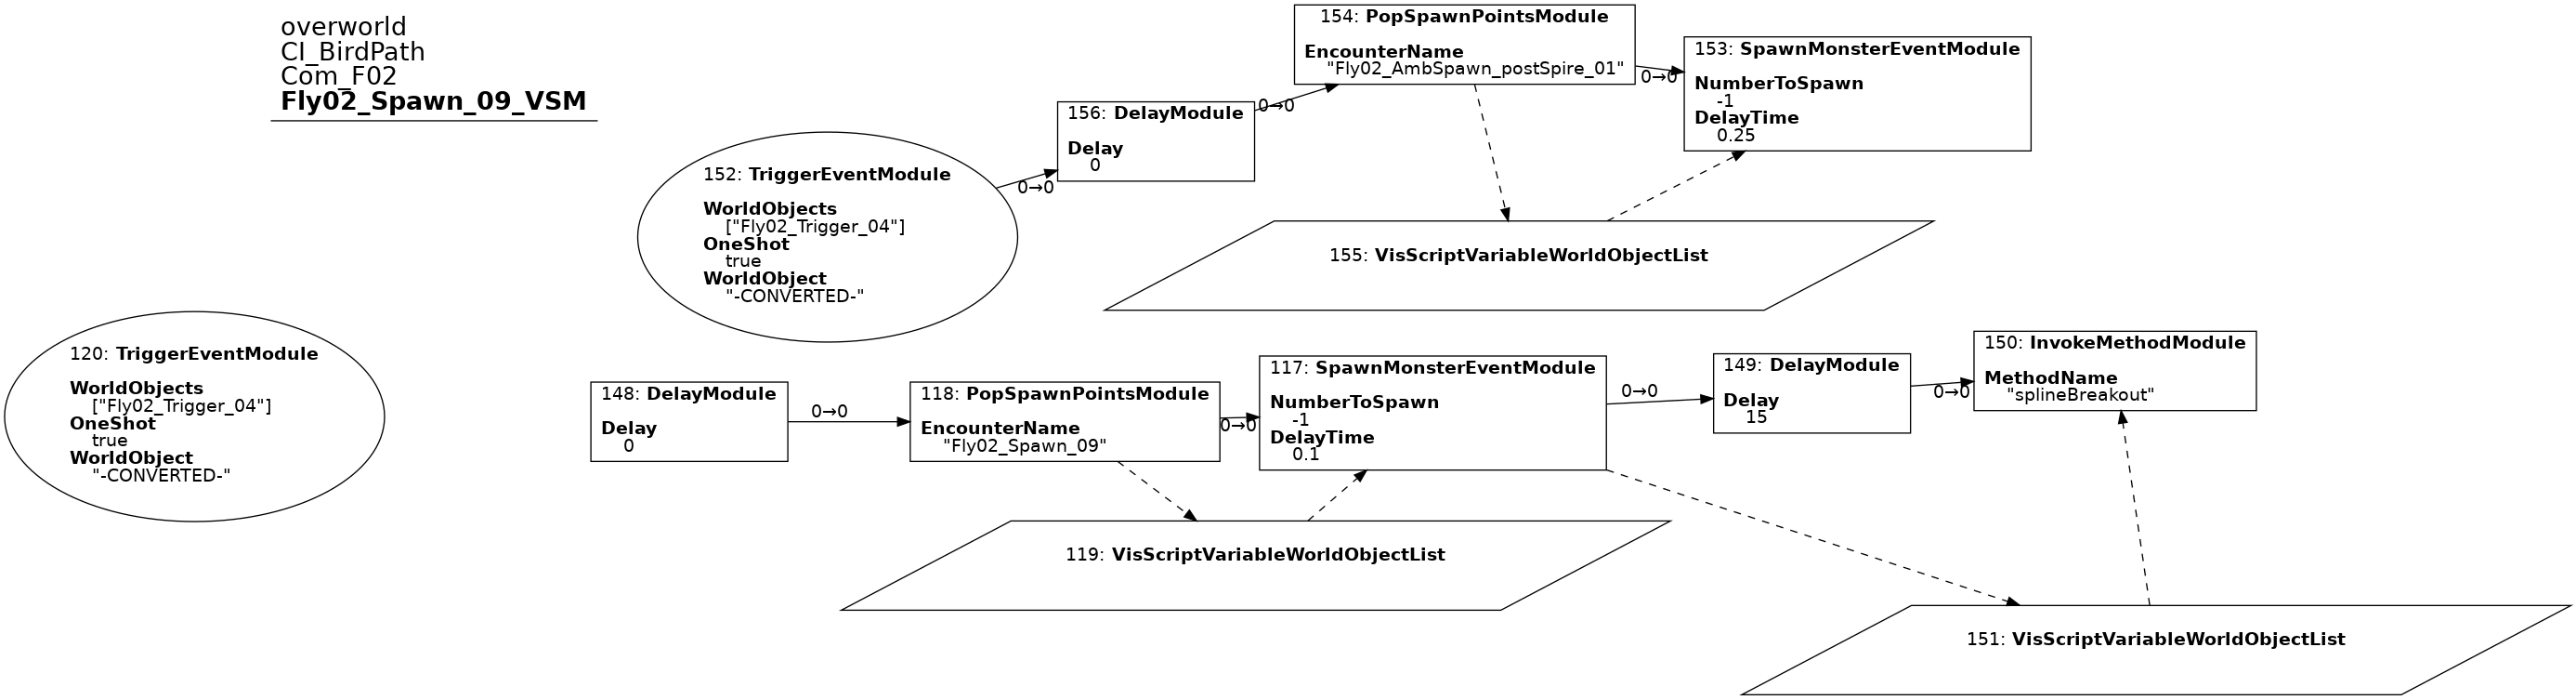 overworld
CI_BirdPath
Com_F02
Fly02_Spawn_09_VSM
154: PopSpawnPointsModule
EncounterName
"Fly02_AmbSpawn_postSpire_01"
0→0
153: SpawnMonsterEventModule
NumberToSpawn
-1
DelayTime
0.25
156: DelayModule
Delay
0
0→0
152: TriggerEventModule
WorldObjects
["Fly02_Trigger_04"]
OneShot
true
WorldObject
"-CONVERTED-"
0→0
155: VisScriptVariableWorldObjectList
120: TriggerEventModule
WorldObjects
["Fly02_Trigger_04"]
OneShot
true
WorldObject
"-CONVERTED-"
148: DelayModule
Delay
0
0→0
118: PopSpawnPointsModule
EncounterName
"Fly02_Spawn_09"
0→0
117: SpawnMonsterEventModule
NumberToSpawn
-1
DelayTime
0.1
0→0
149: DelayModule
Delay
15
0→0
150: InvokeMethodModule
MethodName
"splineBreakout"
119: VisScriptVariableWorldObjectList
151: VisScriptVariableWorldObjectList